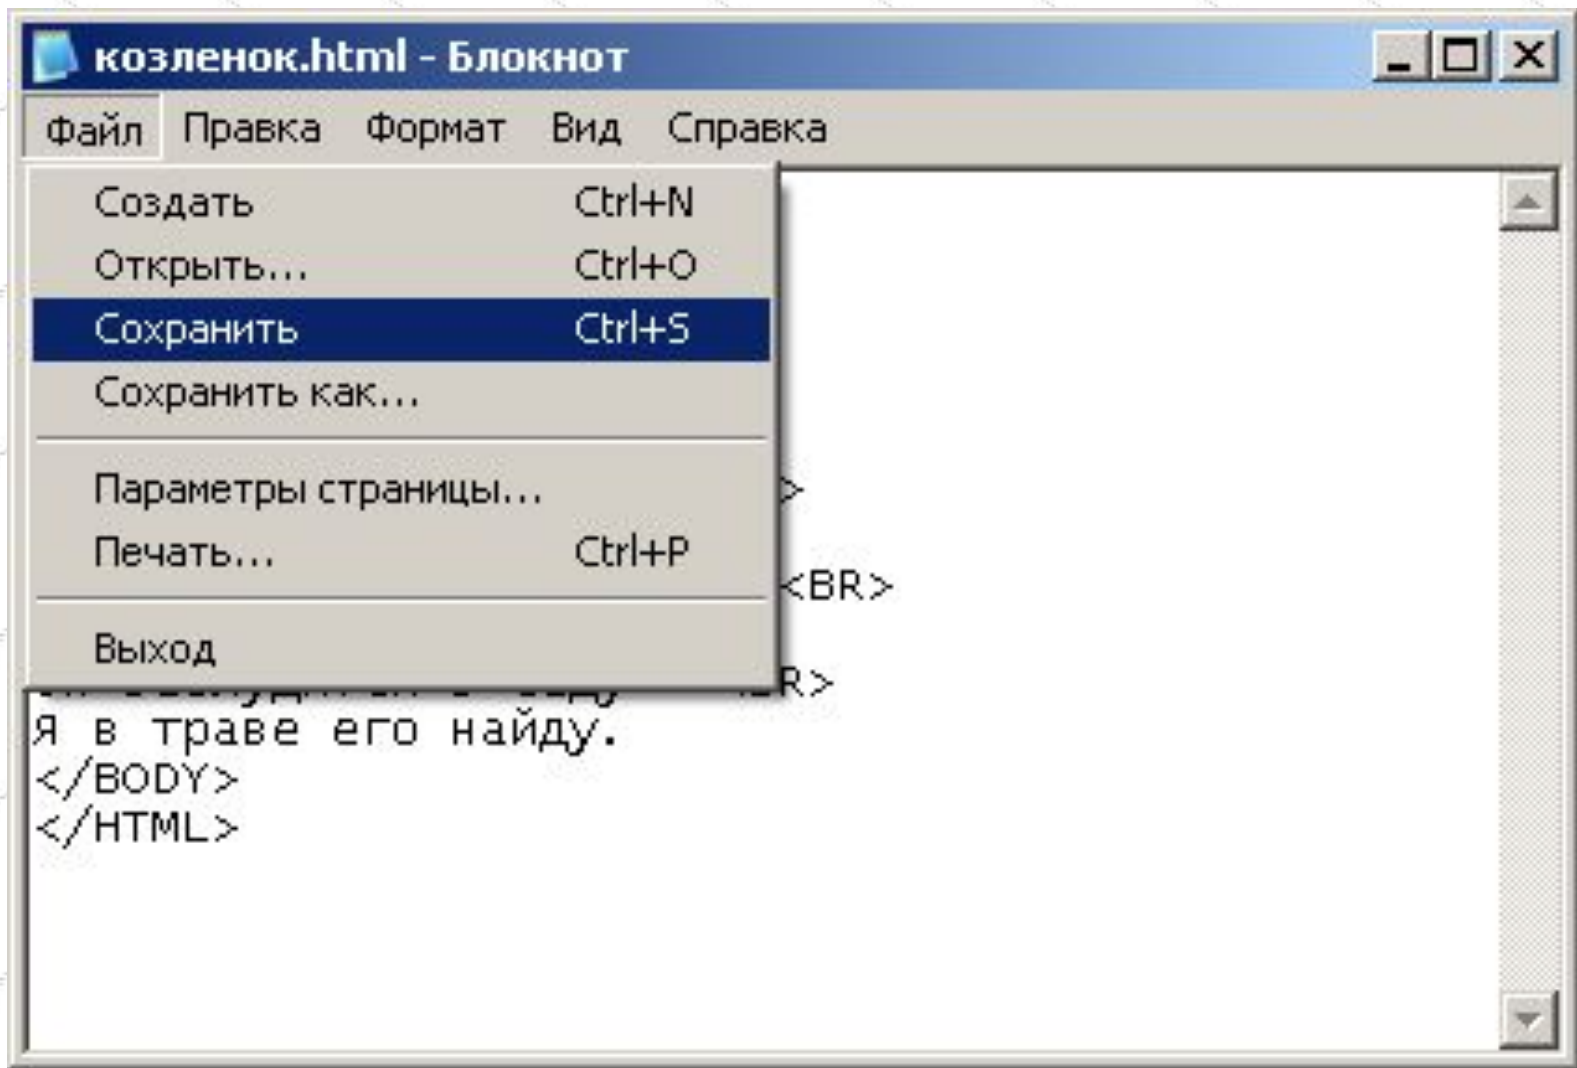 козленок.html - Блокнот
Файл Правка Формат Вид Справка
Создать Ctrl+N
Открыть... Ctrl+O
Сохранить Ctrl+S
Сохранить как...
Параметры страницы...
>
Печать... Ctrl+P
<BR>
Выход
R>
Я в траве его найду.
</BODY>
</HTML>